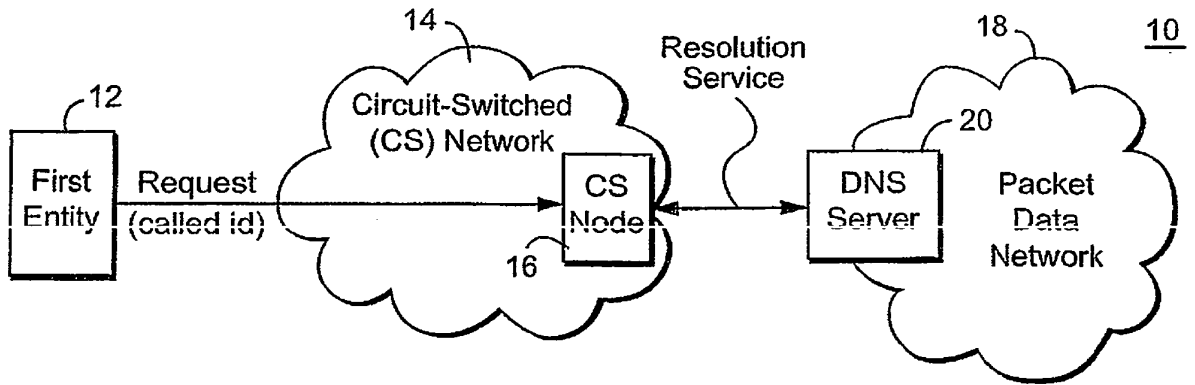 14
18
10
Resolution
Service
12
Circuit-Switched
(CS) Network
20
First
Entity
Request
(called id)
CS
Node
16
DNS
Server
Packet
Data
Network